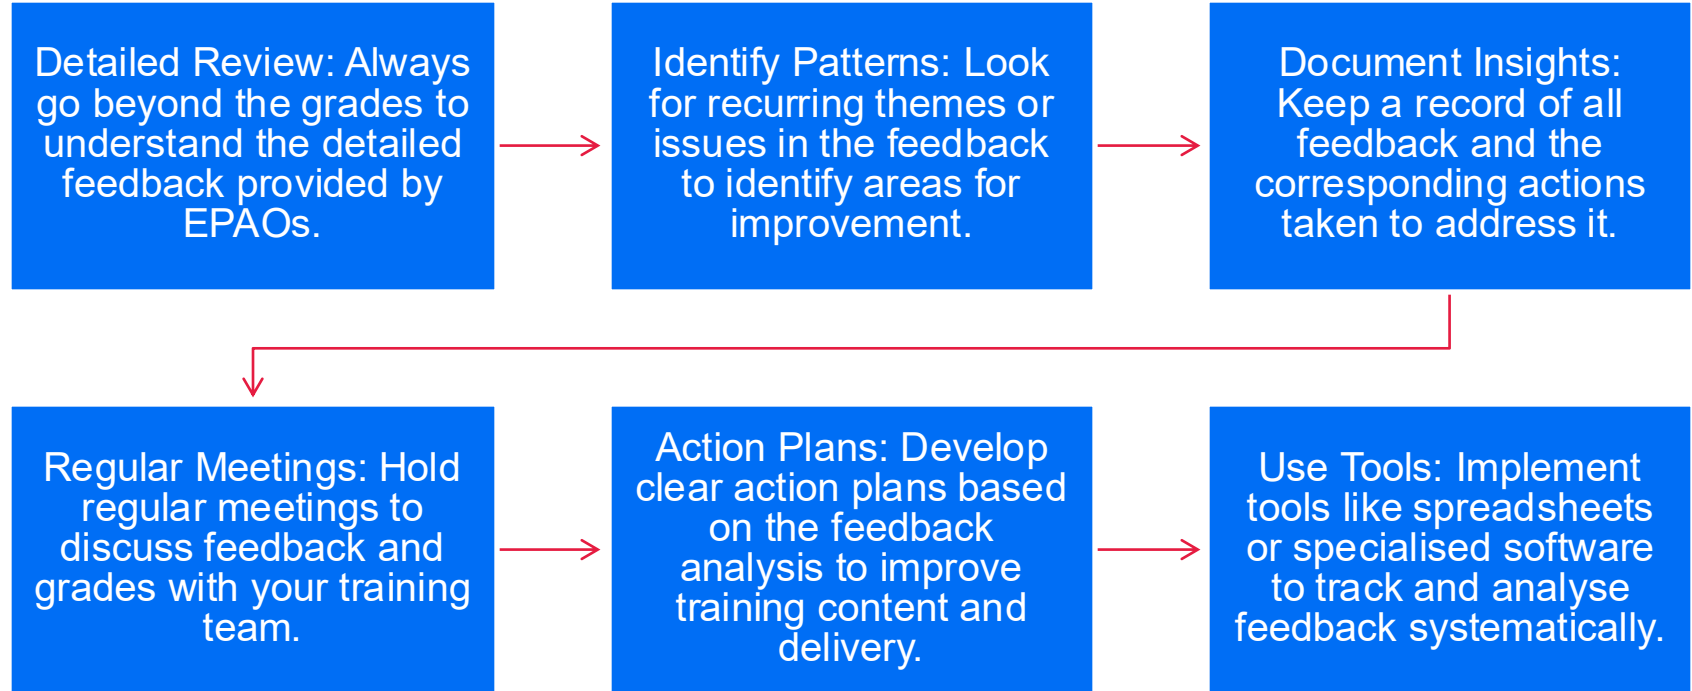 Detailed Review: Always
go beyond the grades to
understand the detailed
feedback provided by
EPAOs.
Identify Patterns: Look
for recurring themes or
issues in the feedback
to identify areas for
improvement.
Document Insights:
Keep a record of all
feedback and the
corresponding actions
taken to address it.
Regular Meetings: Hold
regular meetings to
discuss feedback and
grades with your training
team.
Action Plans: Develop
clear action plans based
on the feedback
analysis to improve
training content and
delivery.
Use Tools: Implement
tools like spreadsheets
or specialised software
to track and analyse
feedback systematically.